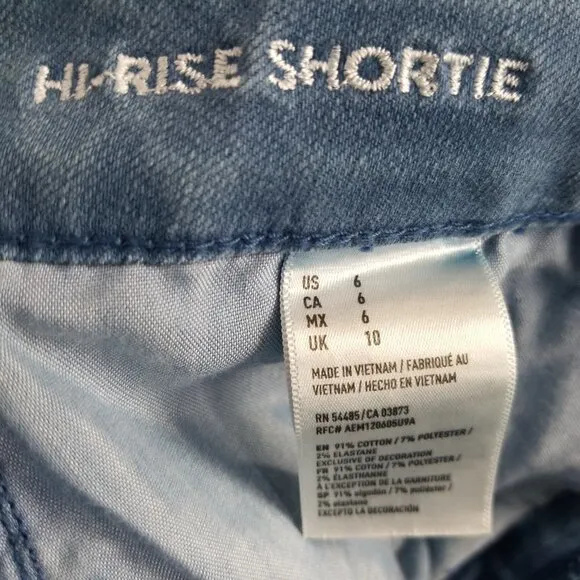 HI-RISE SHORTIE
US 6
CA 6
MX 6
UK 10
MADE IN VIETNAM / FABRIQUÉ AU
VIETNAM / HECHO EN VIETNAM
RN 54485/CA 03873
RFC# AEM120605U9A
EN 91% COTTON / 7% POLYESTER /
2% ELASTANE
EXCLUSIVE OF DECORATION
FR 91% COTON / 7% POLYESTER /
2% ÉLASTHANNE
À L'EXCEPTION DE LA GARNITURE
SP 91% algodón / 7% poliéster /
2% elastano
EXCEPTO LA DECORACIÓN